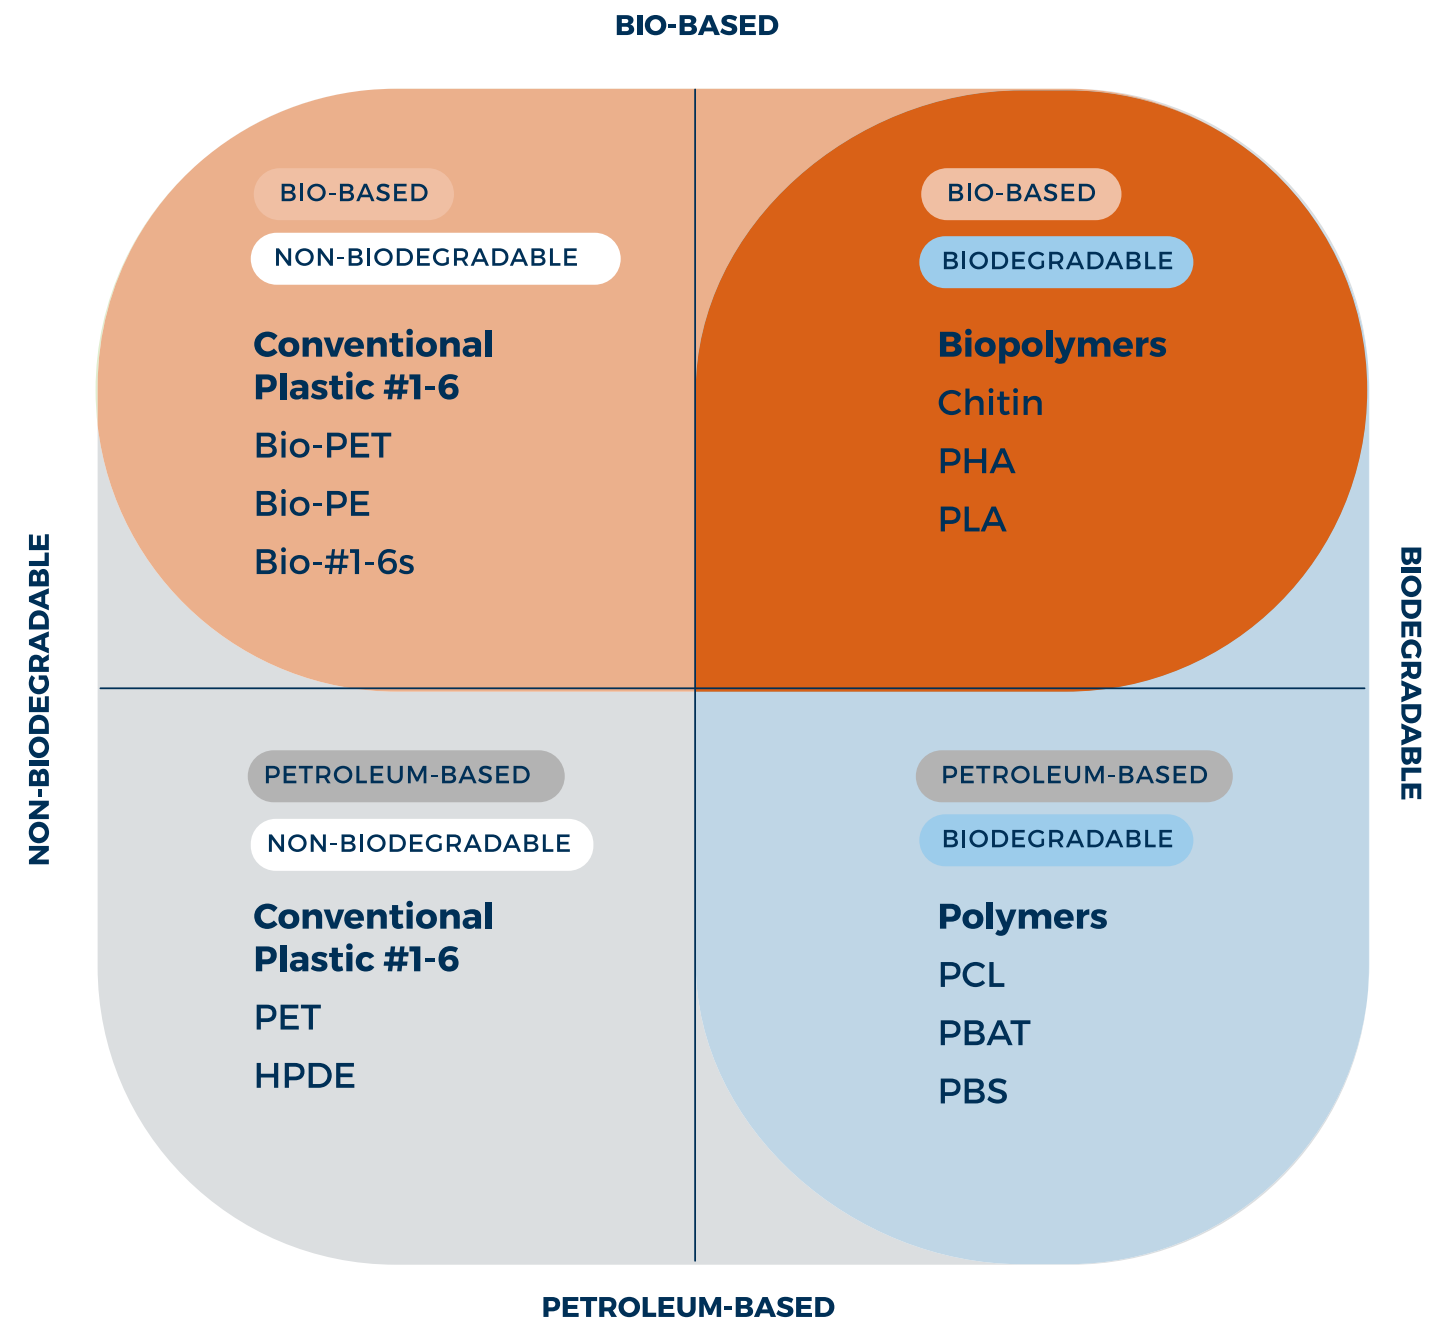 BIO-BASED
NON-BIODEGRADABLE
BIO-BASED
NON-BIODEGRADABLE
Conventional
Plastic #1-6
Bio-PET
Bio-PE
Bio-#1-6s
BIO-BASED
BIODEGRADABLE
Biopolymers
Chitin
PHA
PLA
BIODEGRADABLE
PETROLEUM-BASED
NON-BIODEGRADABLE
Conventional
Plastic #1-6
PET
HPDE
PETROLEUM-BASED
BIODEGRADABLE
Polymers
PCL
PBAT
PBS
PETROLEUM-BASED